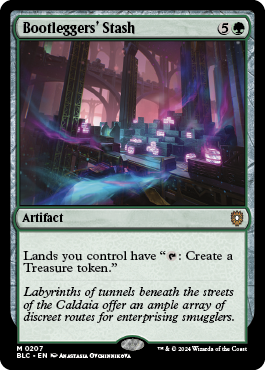 Bootleggers' Stash 5
Artifact
Lands you control have “: Create a
Treasure token.”
Labyrinths of tunnels beneath the streets
of the Caldaia offer an ample array of
discreet routes for enterprising smugglers.
M 0207
BLC • EN Anastasia Ovchinnikova
™ & © 2024 Wizards of the Coast